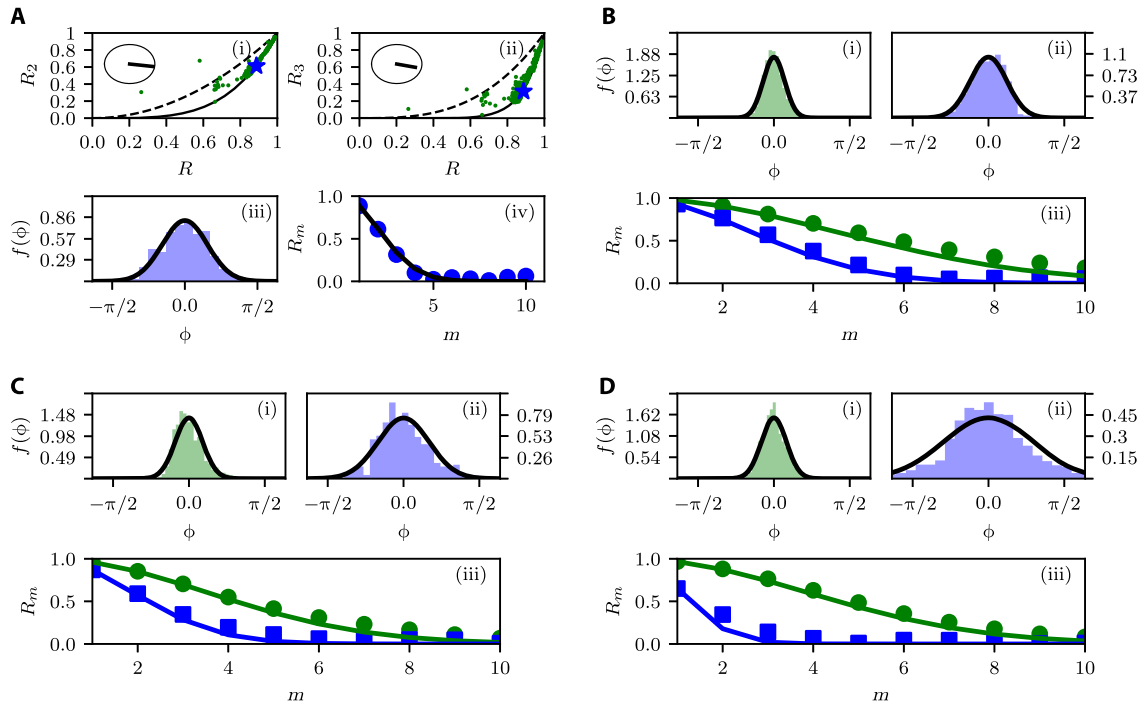 A
B
R2
1
0.8
0.6
0.4
0.2
0
(i)
0.0 0.2 0.4 0.6 0.8 1
R
R3
1
0.8
0.6
0.4
0.2
0
(ii)
0.0 0.2 0.4 0.6 0.8 1
R
f(ϕ)
0.86
0.57
0.29
(iii)
−π/2 0.0 π/2
ϕ
Rm
1.0
0.5
0.0
(iv)
5 10
m
f(ϕ)
1.88
1.25
0.63
(i)
−π/2 0.0 π/2
ϕ
(ii)
1.1
0.73
0.37
−π/2 0.0 π/2
ϕ
Rm
1.0
0.5
0.0
(iii)
2 4 6 8 10
m
C
f(ϕ)
1.48
0.98
0.49
(i)
−π/2 0.0 π/2
ϕ
(ii)
0.79
0.53
0.26
−π/2 0.0 π/2
ϕ
Rm
1.0
0.5
0.0
(iii)
2 4 6 8 10
m
D
f(ϕ)
1.62
1.08
0.54
(i)
−π/2 0.0 π/2
ϕ
(ii)
0.45
0.3
0.15
−π/2 0.0 π/2
ϕ
Rm
1.0
0.5
0.0
(iii)
2 4 6 8 10
m